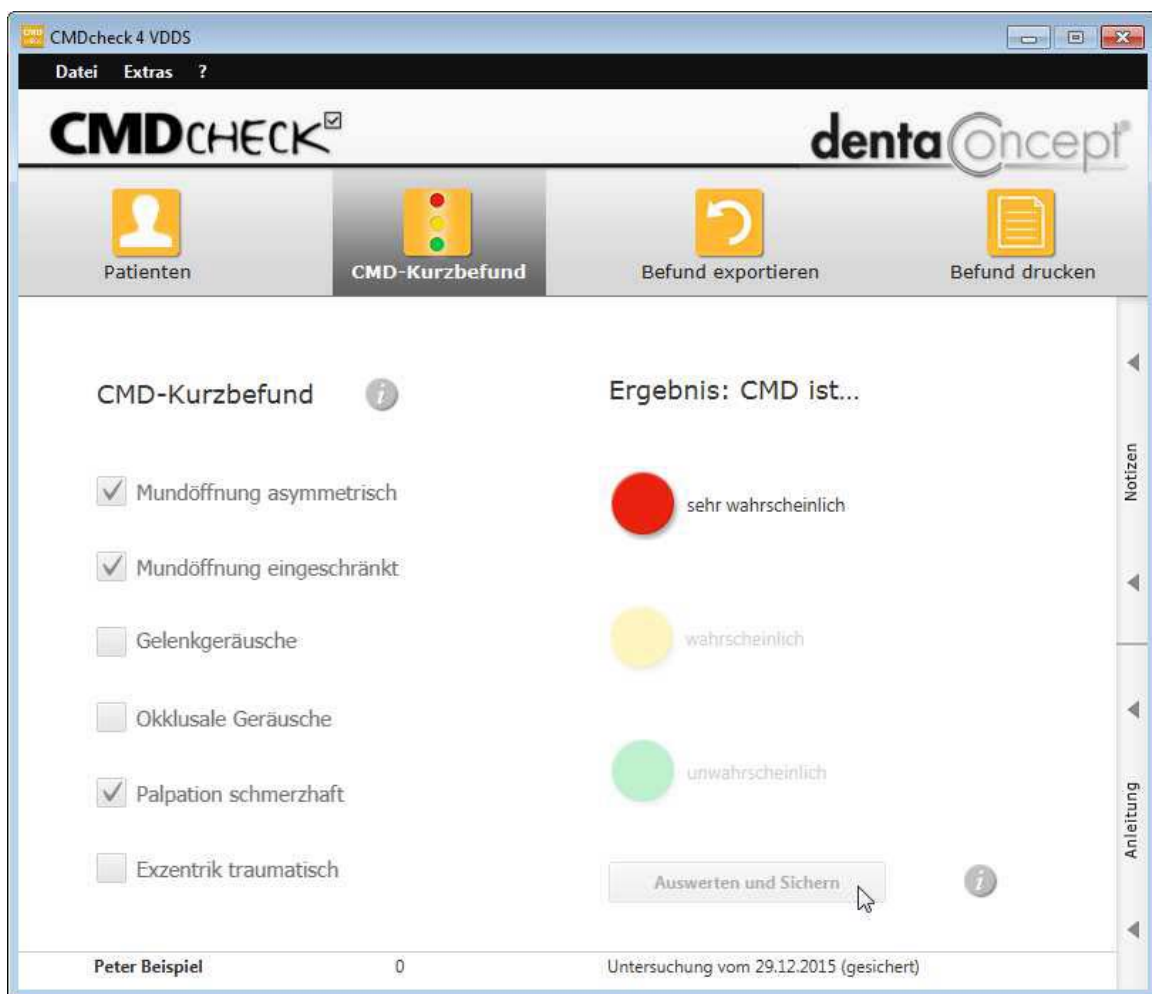 CMDcheck 4 VDDS
Datei Extras ?
CMDCHECK
dentaConcept®
Patienten
CMD-Kurzbefund
Befund exportieren
Befund drucken
CMD-Kurzbefund
Mundöffnung asymmetrisch
Mundöffnung eingeschränkt
Gelenkgeräusche
Okklusale Geräusche
Palpation schmerzhaft
Exzentrik traumatisch
Ergebnis: CMD ist...
sehr wahrscheinlich
wahrscheinlich
unwahrscheinlich
Auswerten und Sichern
Notizen
Anleitung
Peter Beispiel 0 Untersuchung vom 29.12.2015 (gesichert)